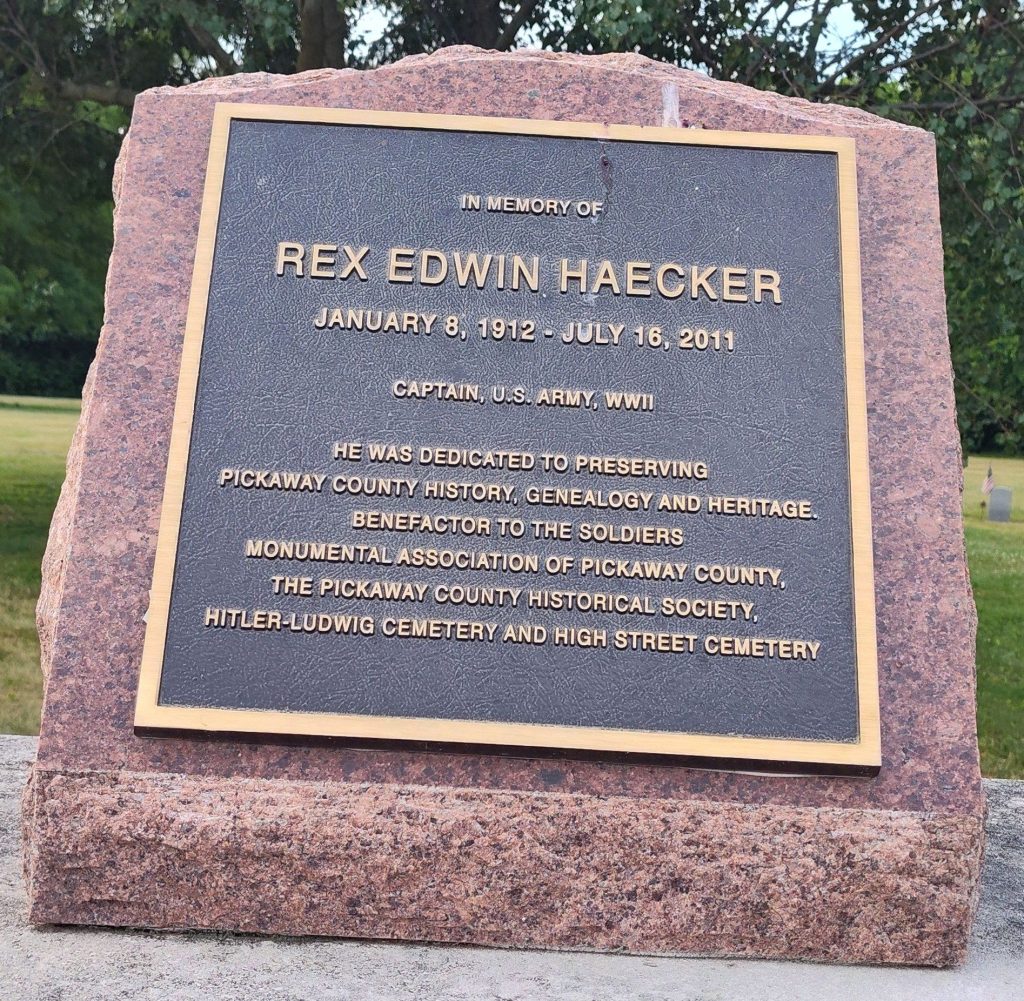 IN MEMORY OF
REX EDWIN HAECKER
JANUARY 8, 1912 - JULY 16, 2011
CAPTAIN, U.S. ARMY, WWII
HE WAS DEDICATED TO PRESERVING
PICKAWAY COUNTY HISTORY, GENEALOGY AND HERITAGE.
BENEFACTOR TO THE SOLDIERS
MONUMENTAL ASSOCIATION OF PICKAWAY COUNTY,
THE PICKAWAY COUNTY HISTORICAL SOCIETY,
HITLER-LUDWIG CEMETERY AND HIGH STREET CEMETERY